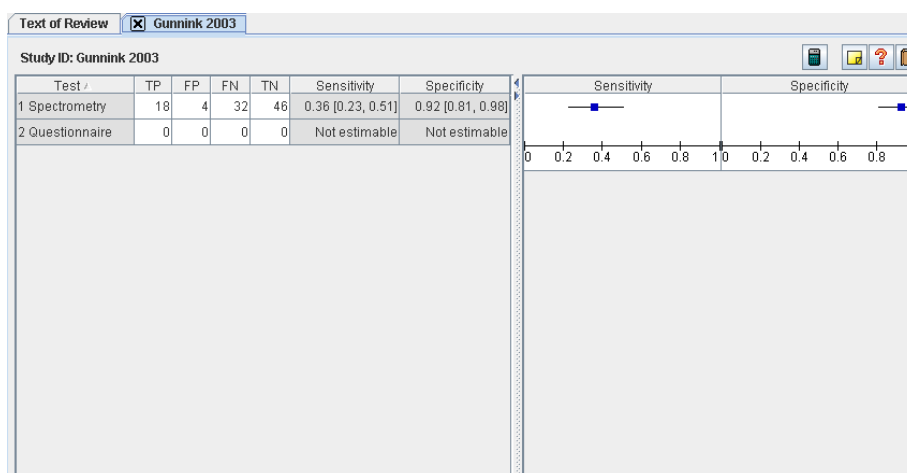 Text of Review Gunnink 2003
Study ID: Gunnink 2003
Test TP FP FN TN Sensitivity Specificity Sensitivity Specificity
1 Spectrometry 18 4 32 46 0.36 [0.23, 0.51] 0.92 [0.81, 0.98]
2 Questionnaire 0 0 0 0 Not estimable Not estimable
0 0.2 0.4 0.6 0.8 1 0 0.2 0.4 0.6 0.8